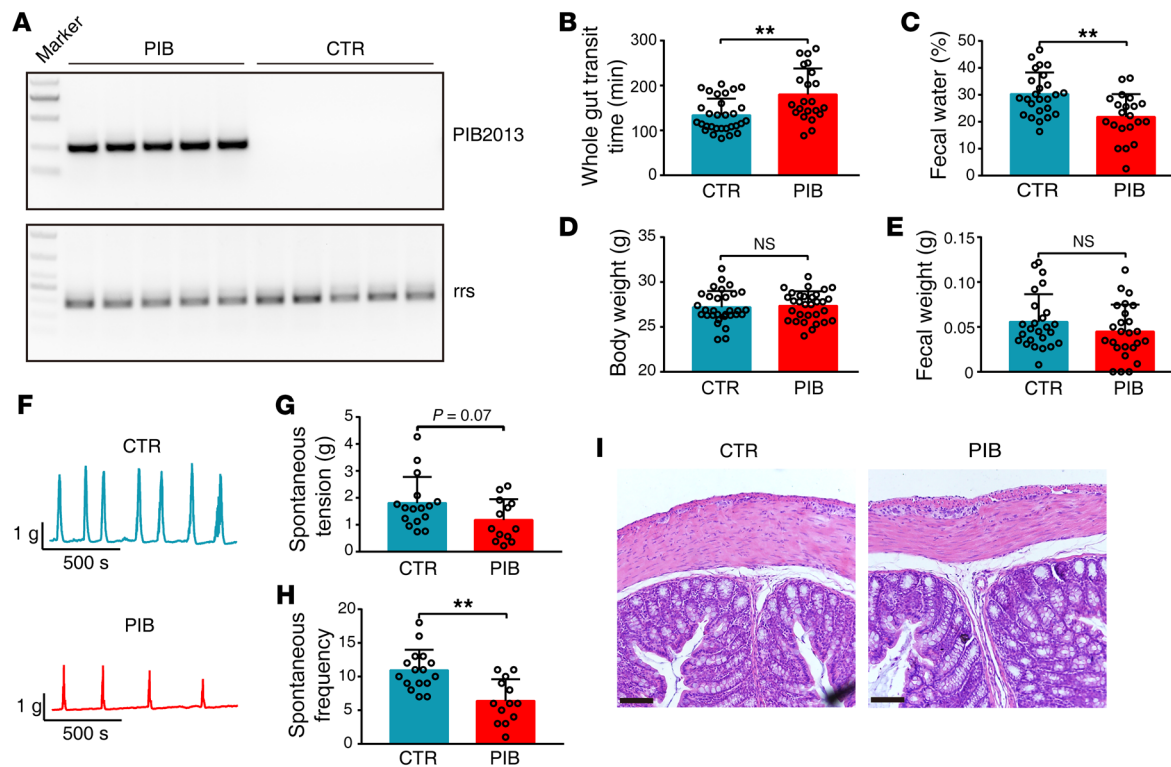 A
Marker
PIB
CTR
PIB2013
rrs
B
Whole gut transit
time (min)
300
200
100
0
**
CTR
PIB
C
Fecal water (%)
50
40
30
20
10
0
**
CTR
PIB
D
Body weight (g)
35
30
25
20
NS
CTR
PIB
E
Fecal weight (g)
0.15
0.10
0.05
0
NS
CTR
PIB
F
CTR
1 g
500 s
PIB
1 g
500 s
G
Spontaneous
tension (g)
5
4
3
2
1
0
P = 0.07
CTR
PIB
H
Spontaneous
frequency
20
15
10
5
0
**
CTR
PIB
I
CTR
PIB